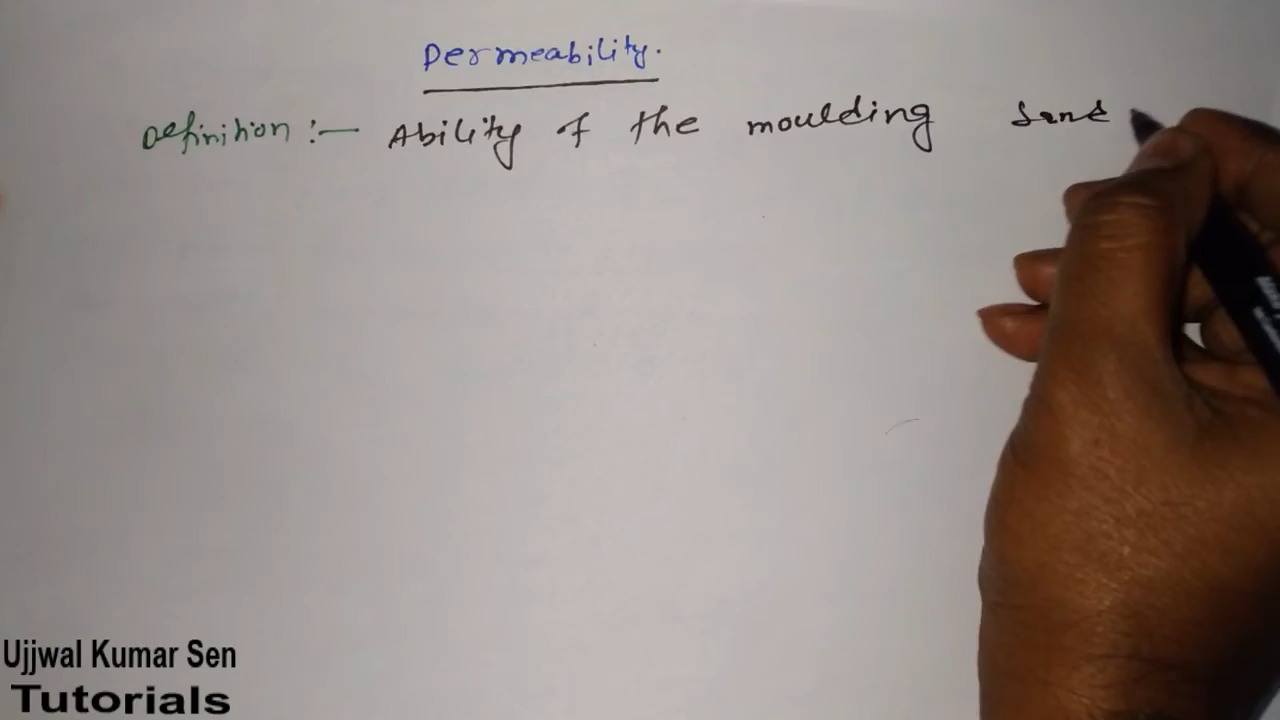 Permeability.
Definition :— Ability of the moulding sand
Ujjwal Kumar Sen
Tutorials